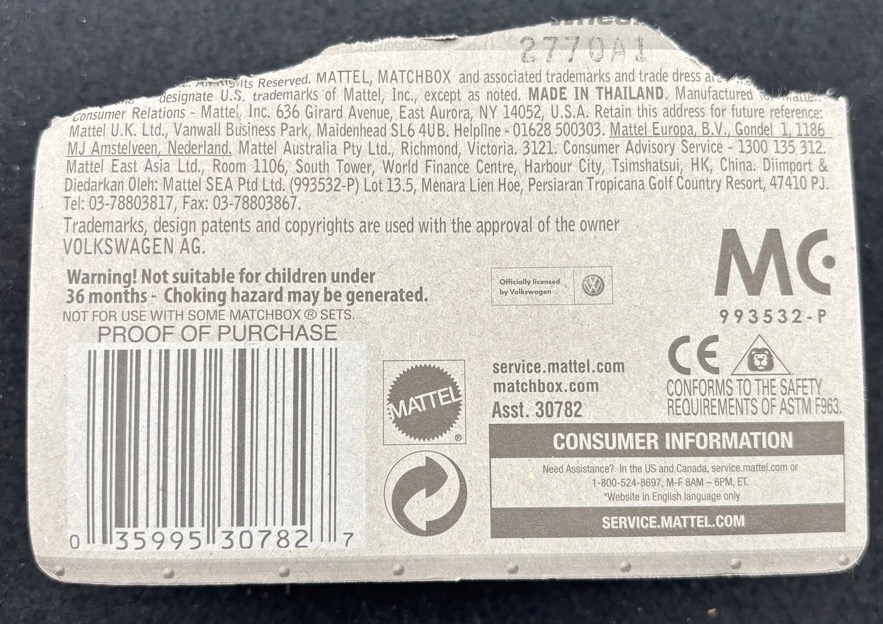 2770A1
Rights Reserved. MATTEL, MATCHBOX and associated trademarks and trade dress are
designate U.S. trademarks of Mattel, Inc., except as noted. MADE IN THAILAND. Manufactured for Mattel.
Consumer Relations - Mattel, Inc. 636 Girard Avenue, East Aurora, NY 14052, U.S.A. Retain this address for future reference:
Mattel U.K. Ltd., Vanwall Business Park, Maidenhead SL6 4UB. Helpline - 01628 500303. Mattel Europa, B.V., Gondel 1, 1186
MJ Amstelveen, Nederland. Mattel Australia Pty Ltd., Richmond, Victoria. 3121. Consumer Advisory Service - 1300 135 312.
Mattel East Asia Ltd., Room 1106, South Tower, World Finance Centre, Harbour City, Tsimshatsui, HK, China. Diimport &
Diedarkan Oleh: Mattel SEA Ptd Ltd. (993532-P) Lot 13.5, Menara Lien Hoe, Persiaran Tropicana Golf Country Resort, 47410 PJ.
Tel: 03-78803817, Fax: 03-78803867.
Trademarks, design patents and copyrights are used with the approval of the owner
VOLKSWAGEN AG.
Warning! Not suitable for children under
36 months - Choking hazard may be generated.
NOT FOR USE WITH SOME MATCHBOX ® SETS.
PROOF OF PURCHASE
0 35995 30782 7
MATTEL ®
Officially licensed
by Volkswagen
service.mattel.com
matchbox.com
Asst. 30782
MC
993532-P
CE
CONFORMS TO THE SAFETY
REQUIREMENTS OF ASTM F963.
CONSUMER INFORMATION
Need Assistance? In the US and Canada, service.mattel.com or
1-800-524-8697, M-F 8AM – 6PM, ET.
*Website in English language only
SERVICE.MATTEL.COM